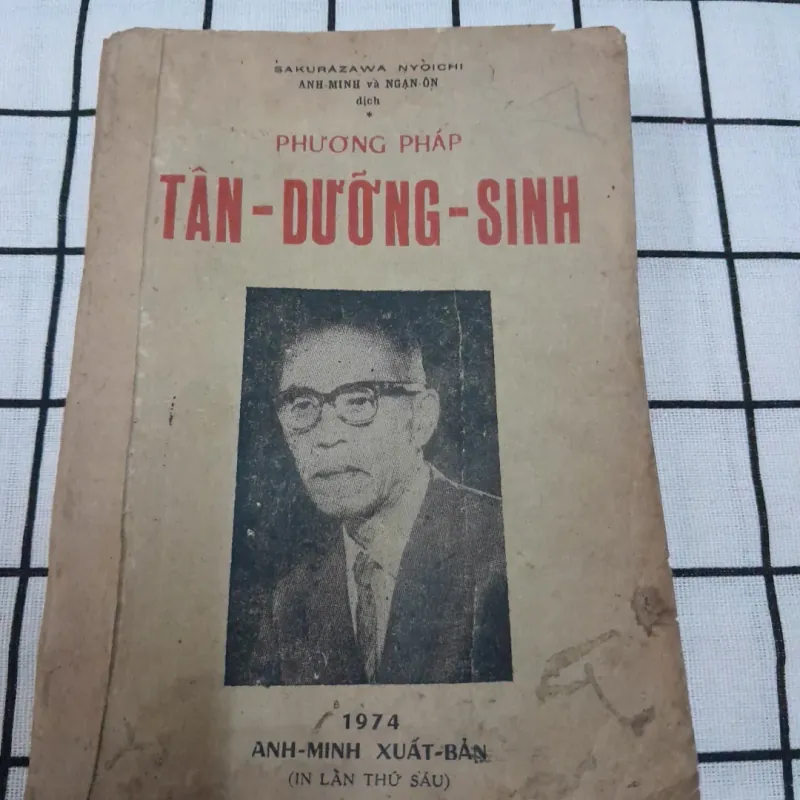 SAKURAZAWA NYOICHI
ANH-MINH và NGẠN-ÔN
dịch
*
PHƯƠNG PHÁP
TÂN-DƯỠNG-SINH
1974
ANH-MINH XUẤT-BẢN
(IN LẦN THỨ SÁU)